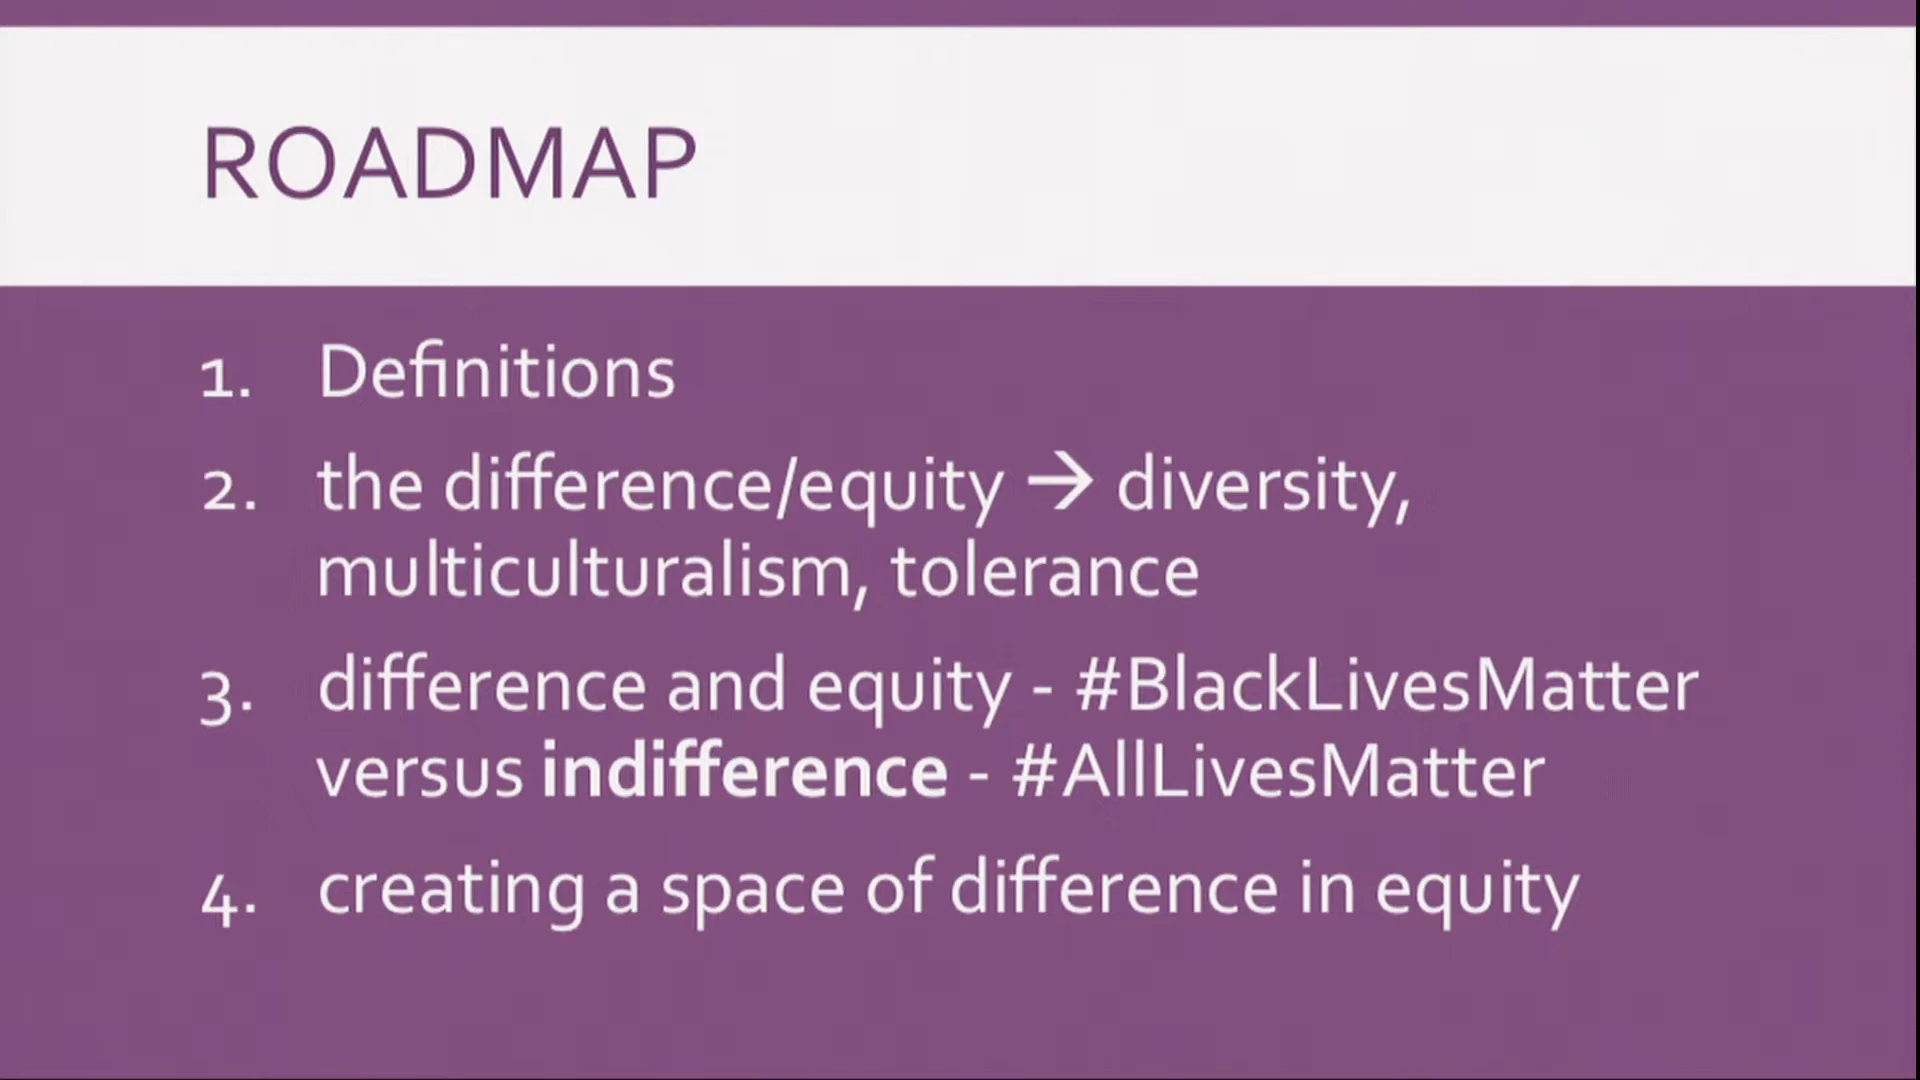 ROADMAP
1. Definitions
2. the difference/equity → diversity,
multiculturalism, tolerance
3. difference and equity - #BlackLivesMatter
versus indifference - #AllLivesMatter
4. creating a space of difference in equity